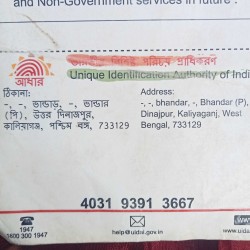 and Non-Government services in future .
आधार
Unique Identification Authority of Indi
ঠিকানা:
-, -, ভান্ডার, -, ভান্ডার
(পি), উত্তর দিনাজপুর,
কালিয়াগঞ্জ, পশ্চিম বঙ্গ, 733129
Address:
-, -, bhandar, -, Bhandar (P),
Dinajpur, Kaliyaganj, West
Bengal, 733129
4031 9391 3667
1947
1800 300 1947
help@uidai.gov.in
www.uidai